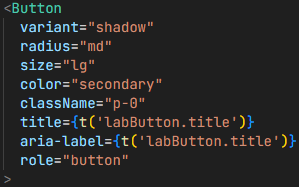 <Button
variant="shadow"
radius="md"
size="lg"
color="secondary"
className="p-0"
title={t('labButton.title')}
aria-label={t('labButton.title')}
role="button"
>